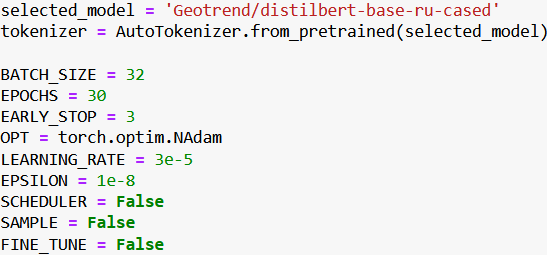 selected_model = 'Geotrend/distilbert-base-ru-cased'
tokenizer = AutoTokenizer.from_pretrained(selected_model)
BATCH_SIZE = 32
EPOCHS = 30
EARLY_STOP = 3
OPT = torch.optim.NAdam
LEARNING_RATE = 3e-5
EPSILON = 1e-8
SCHEDULER = False
SAMPLE = False
FINE_TUNE = False